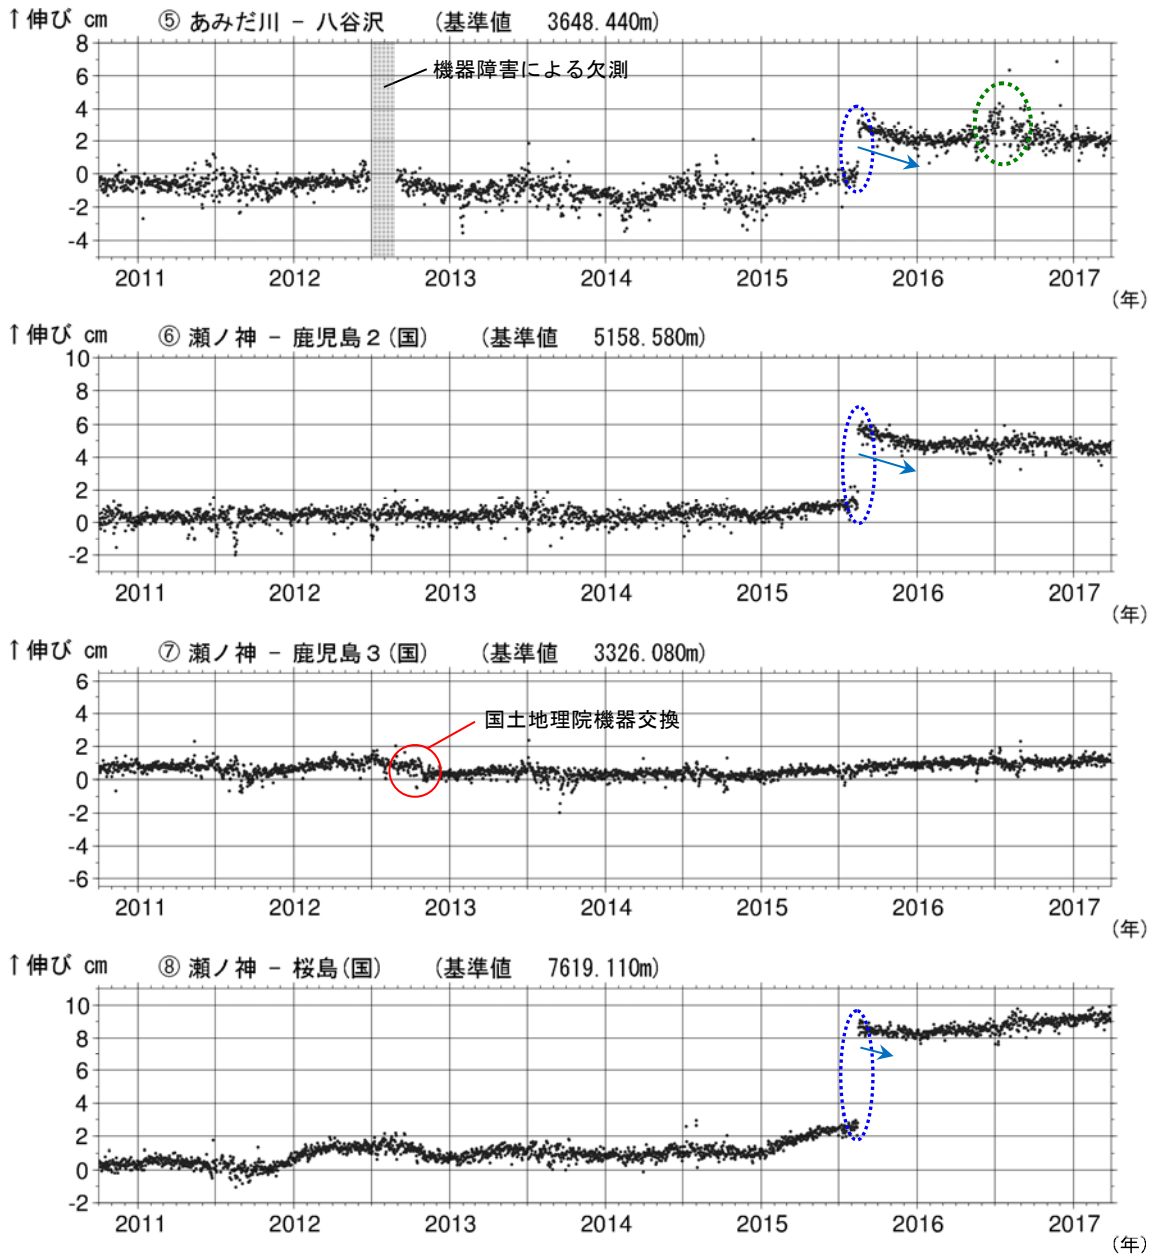 ↑伸び cm ⑤ あみだ川 － 八谷沢 (基準値 3648.440m)
8
機器障害による欠測
6
4
2
0
-2
-4
2011 2012 2013 2014 2015 2016 2017
(年)
↑伸び cm ⑥ 瀬ノ神 － 鹿児島２(国) (基準値 5158.580m)
10
8
6
4
2
0
-2
2011 2012 2013 2014 2015 2016 2017
(年)
↑伸び cm ⑦ 瀬ノ神 － 鹿児島３(国) (基準値 3326.080m)
6
国土地理院機器交換
4
2
0
-2
-4
-6
2011 2012 2013 2014 2015 2016 2017
(年)
↑伸び cm ⑧ 瀬ノ神 － 桜島(国) (基準値 7619.110m)
10
8
6
4
2
0
-2
2011 2012 2013 2014 2015 2016 2017
(年)